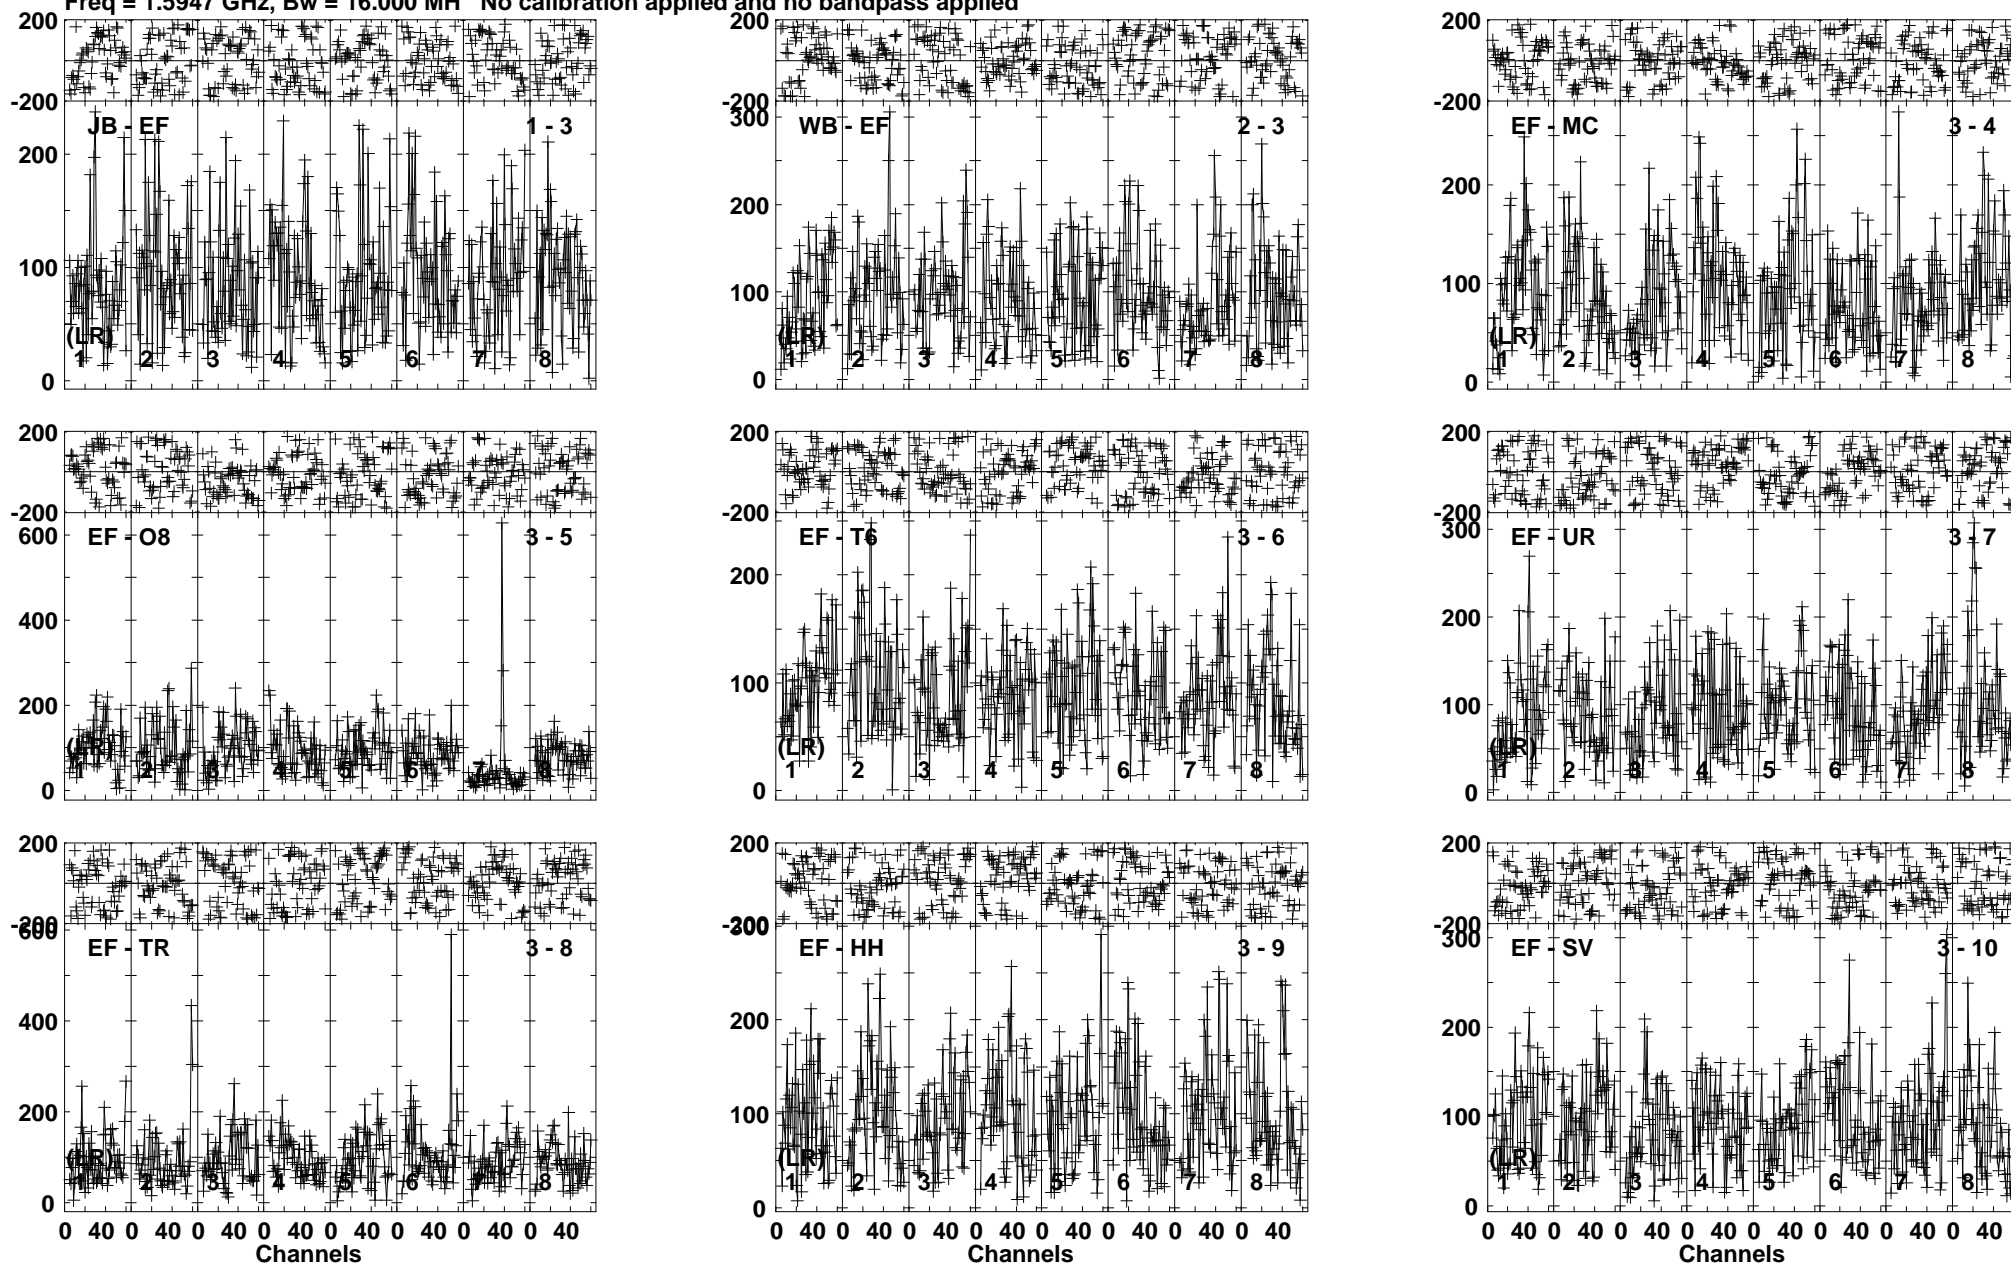 Freq = 1.5947 GHz, Bw = 16.000 MH No calibration applied and no bandpass applied
200 200 200
-200 -200 -200
JB - EF 1 - 3 WB - EF 2 - 3 EF - MC 3 - 4
300
200 200 200
100 100 100
(LR) (LR) (LR)
1 2 3 4 5 6 7 8 1 2 3 4 5 6 7 8 1 2 3 4 5 6 7 8
0 0 0
200 200 200
-200 -200 -200
EF - O8 3 - 5 EF - T6 3 - 6 EF - UR 3 - 7
600 300
400 200 200
200 100 100
(LR) (LR) (LR)
1 2 3 4 5 6 7 8 1 2 3 4 5 6 7 8 1 2 3 4 5 6 7 8
0 0 0
200 200 200
-200 -200 -200
600 300 300
EF - TR 3 - 8 EF - HH 3 - 9 EF - SV 3 - 10
400 200 200
200 100 100
(LR) (LR) (LR)
1 2 3 4 5 6 7 8 1 2 3 4 5 6 7 8 1 2 3 4 5 6 7 8
0 0 0
0 40 0 40 0 40 0 40 0 40 0 40 0 40 0 40 0 40 0 40 0 40 0 40 0 40 0 40 0 40 0 40 0 40 0 40 0 40 0 40 0 40 0 40 0 40 0 40
Channels Channels Channels